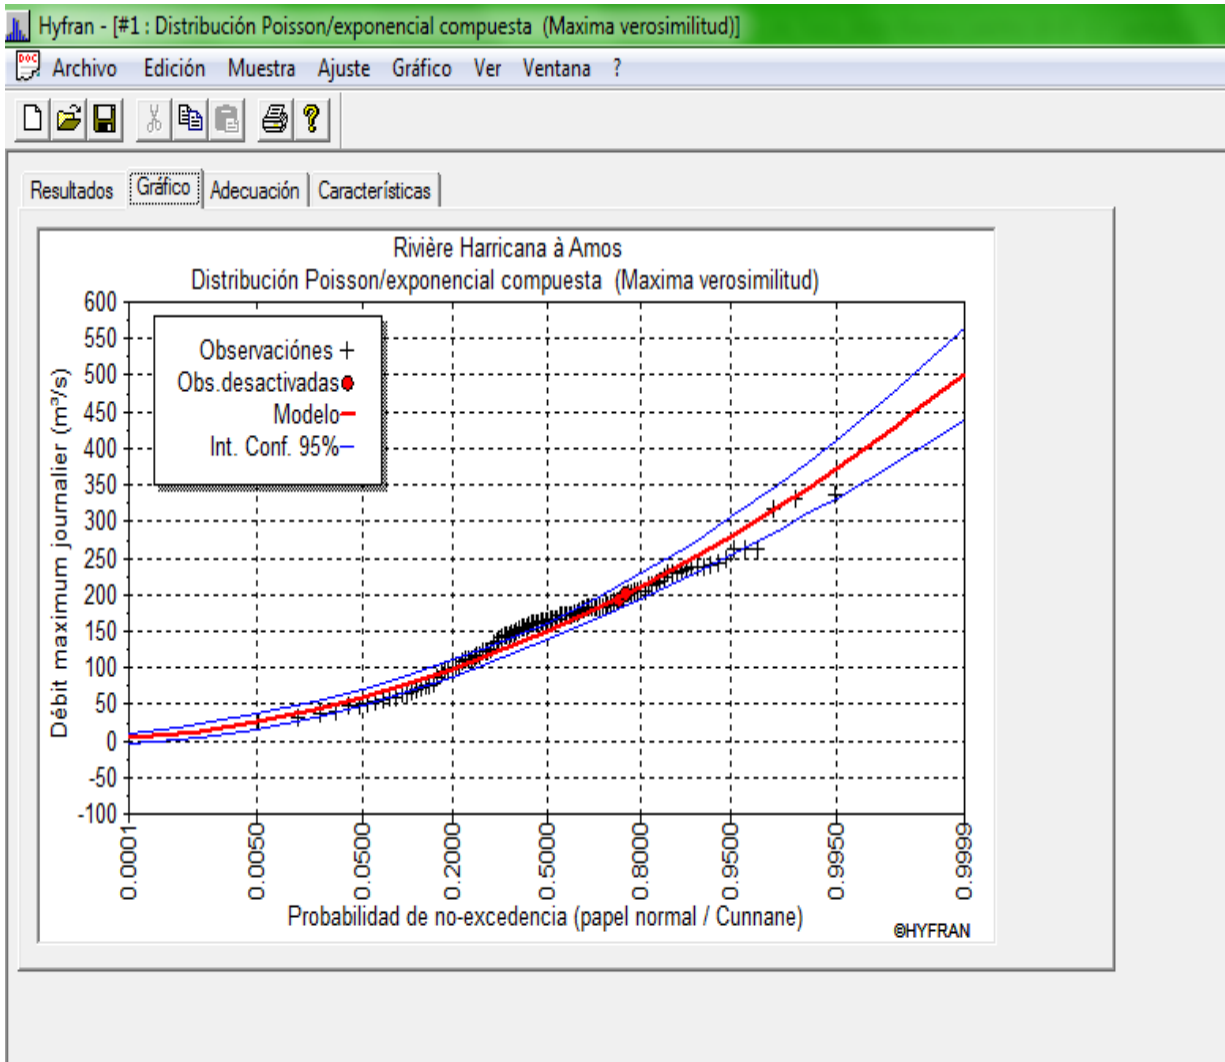 Hyfran - [#1 : Distribución Poisson/exponencial compuesta (Maxima verosimilitud)]
Archivo Edición Muestra Ajuste Gráfico Ver Ventana ?
Resultados Gráfico Adecuación Características
Rivière Harricana à Amos
Distribución Poisson/exponencial compuesta (Maxima verosimilitud)
600
550
500
450
400
350
300
250
200
150
100
50
0
-50
-100
Débit maximum journalier (m³/s)
Observaciónes +
Obs.desactivadas
Modelo
Int. Conf. 95%
0.0001 0.0050 0.0500 0.2000 0.5000 0.8000 0.9500 0.9950 0.9999
Probabilidad de no-excedencia (papel normal / Cunnane)
©HYFRAN